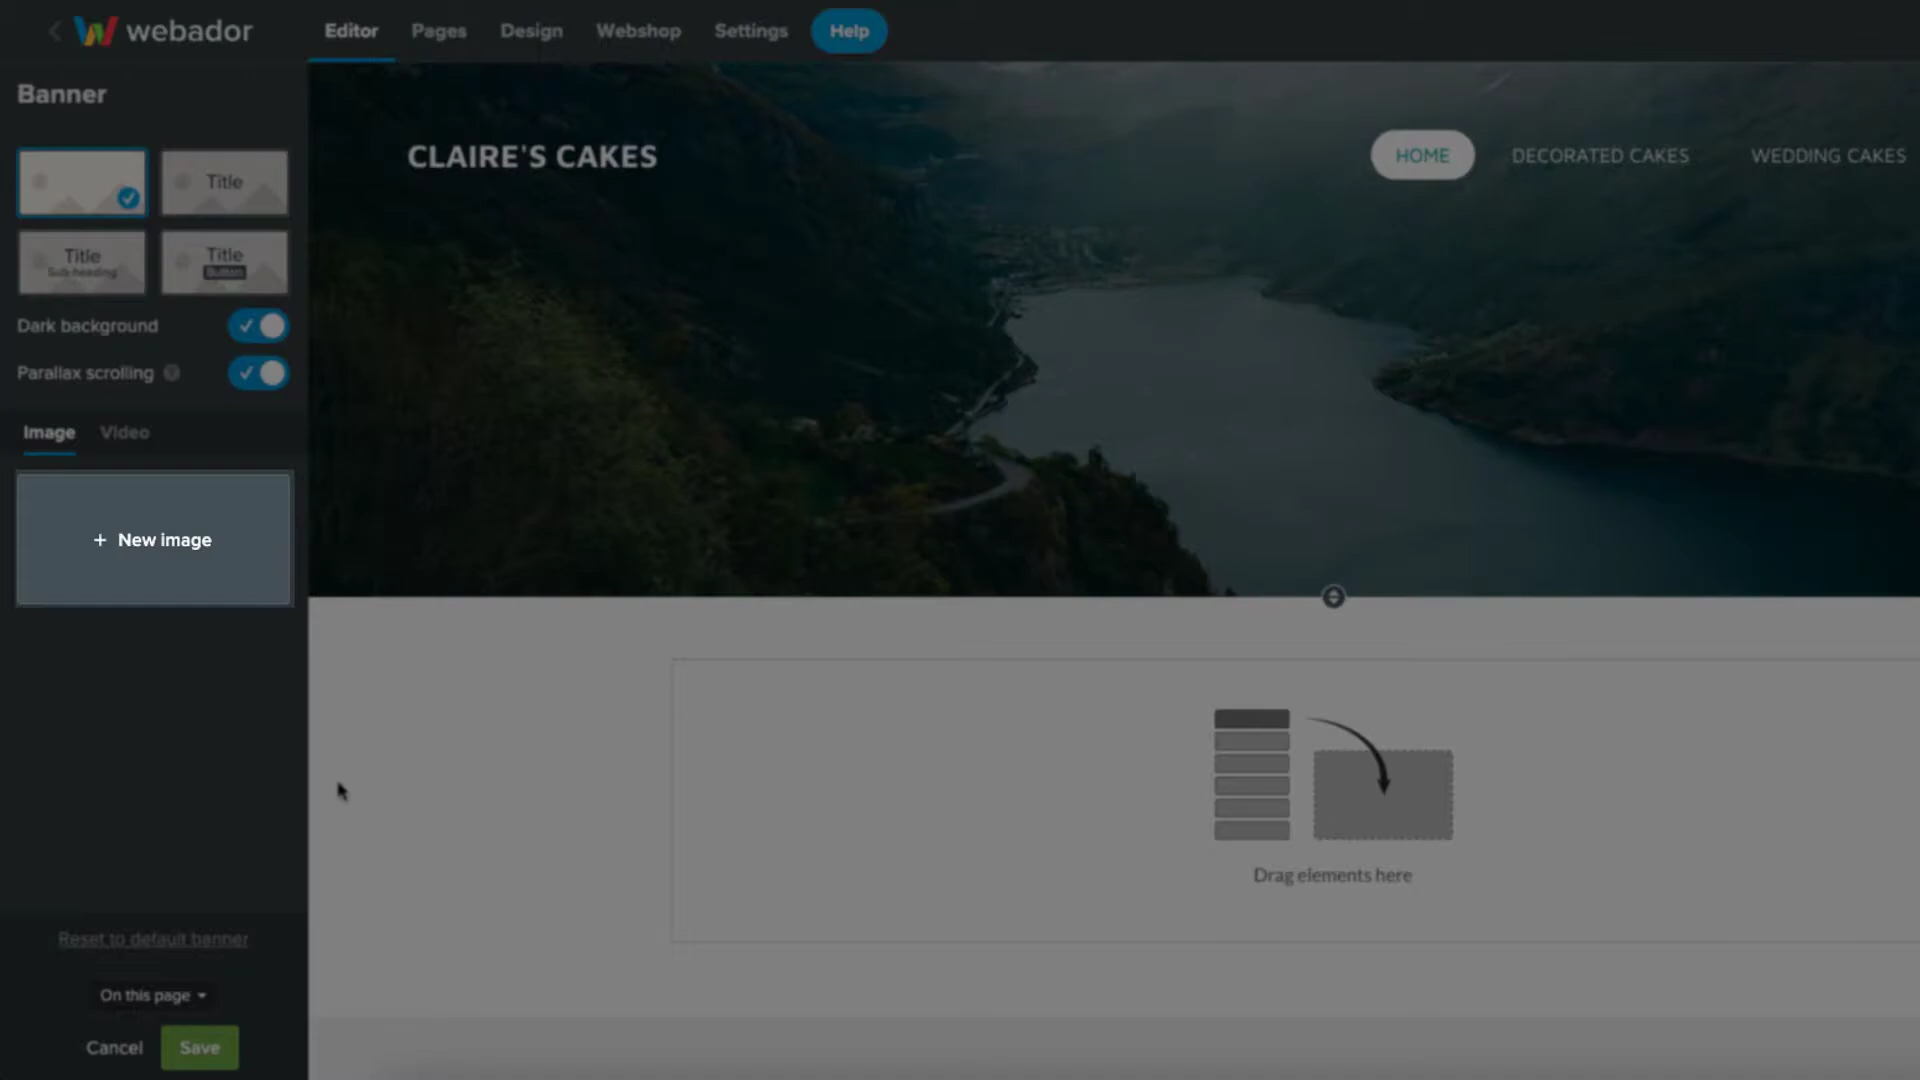 webador
Editor
Pages
Design
Webshop
Settings
Help
Banner
Title
Title
Sub-heading
Title
Button
Dark background
Parallax scrolling
?
Image
Video
+ New image
Reset to default banner
On this page
Cancel
Save
CLAIRE'S CAKES
HOME
DECORATED CAKES
WEDDING CAKES
Drag elements here